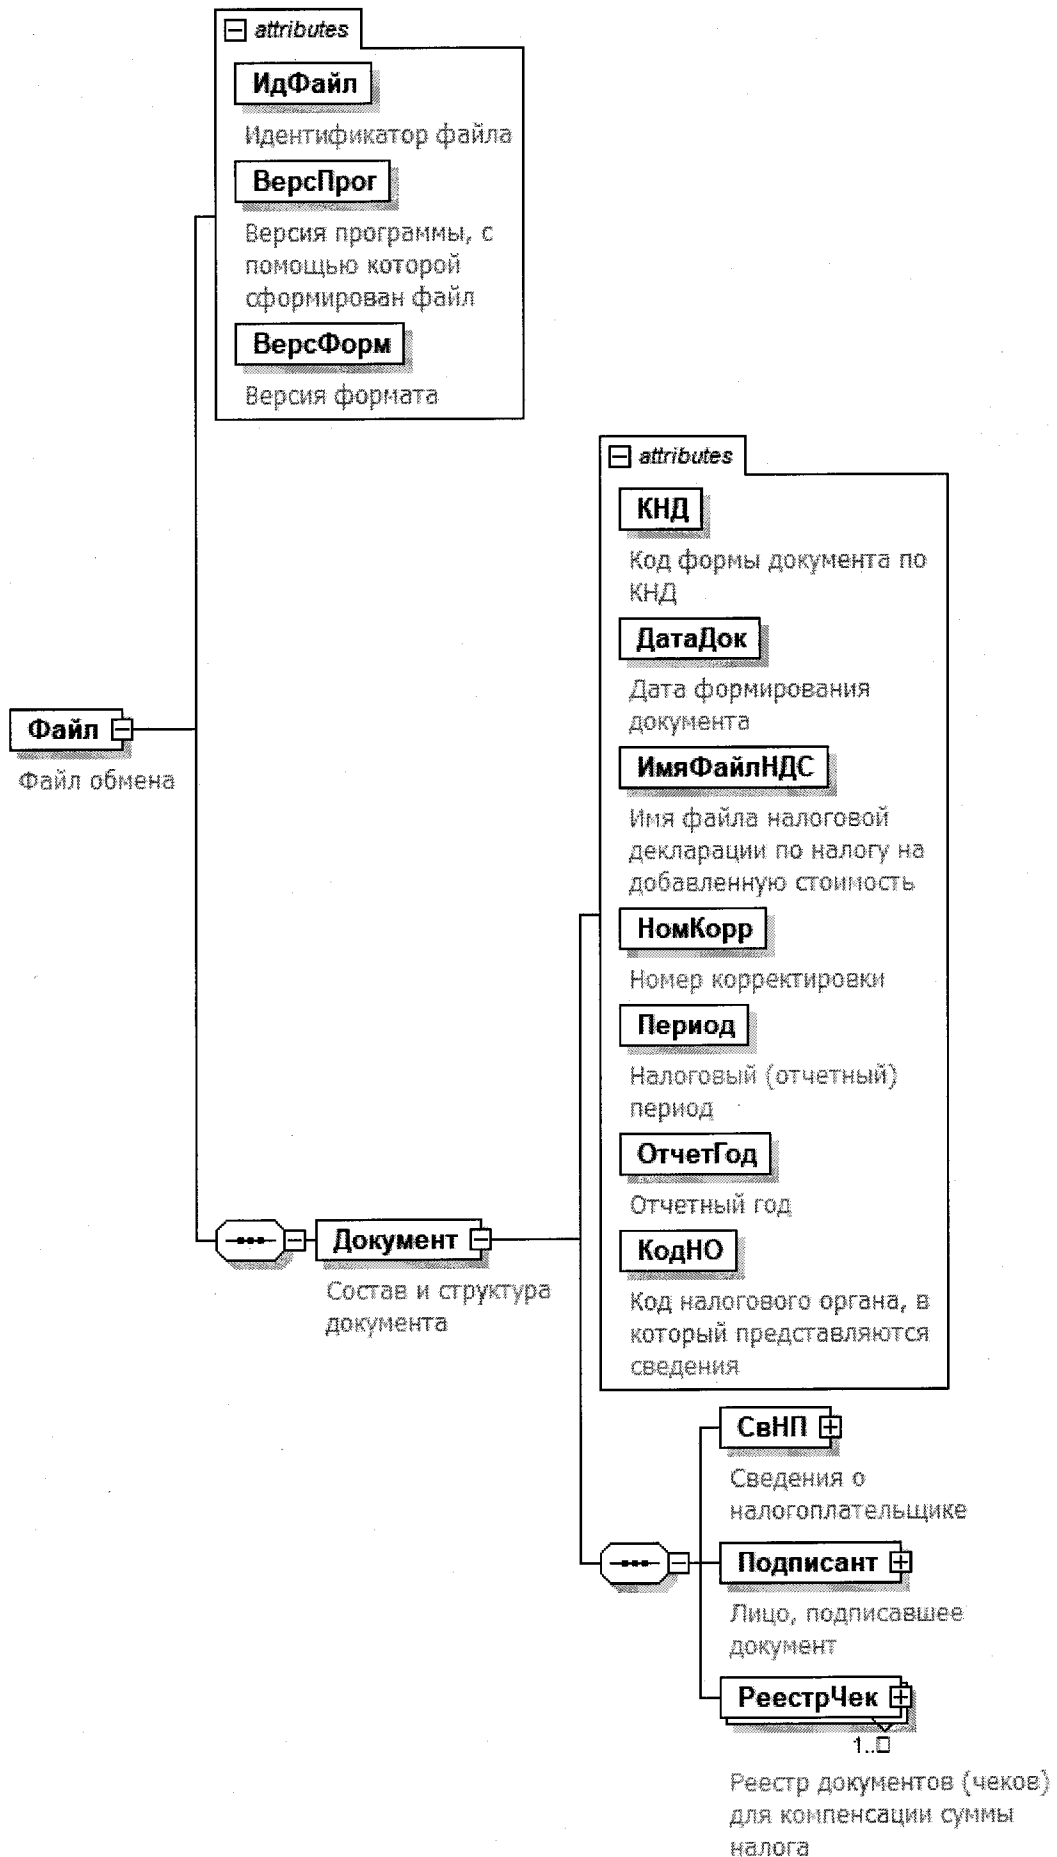 attributes
ИдФайл
Идентификатор файла
ВерсПрог
Версия программы, с
помощью которой
сформирован файл
ВерсФорм
Версия формата
attributes
КНД
Код формы документа по
КНД
ДатаДок
Дата формирования
документа
ИмяФайлНДС
Имя файла налоговой
декларации по налогу на
добавленную стоимость
НомКорр
Номер корректировки
Период
Налоговый (отчетный)
период
ОтчетГод
Отчетный год
КодНО
Код налогового органа, в
который представляются
сведения
Файл
Файл обмена
Документ
Состав и структура
документа
СвНП
Сведения о
налогоплательщике
Подписант
Лицо, подписавшее
документ
РеестрЧек
1..□
Реестр документов (чеков)
для компенсации суммы
налога